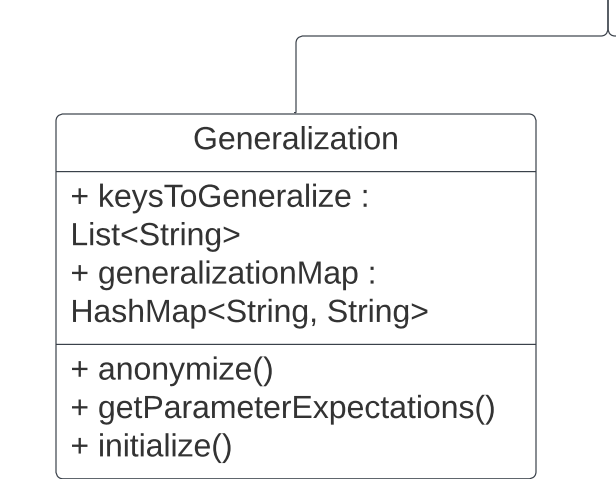 Generalization
+ keysToGeneralize :
List<String>
+ generalizationMap :
HashMap<String, String>
+ anonymize()
+ getParameterExpectations()
+ initialize()